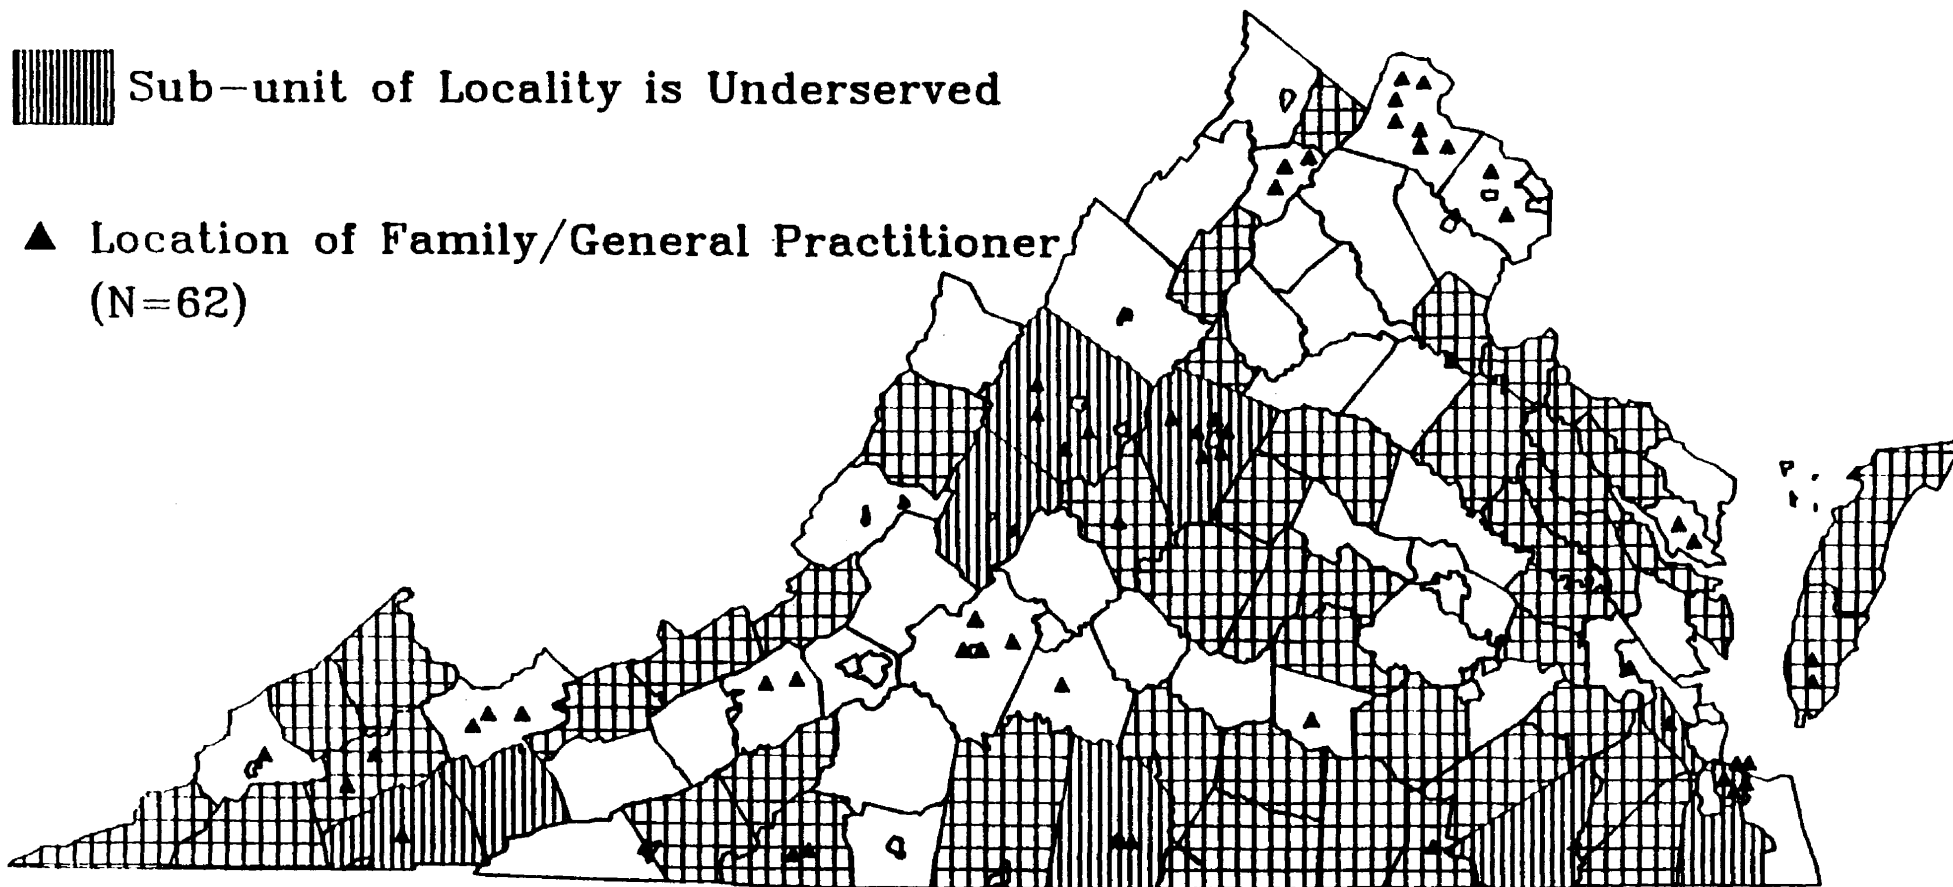 Sub-unit of Locality is Underserved
Location of Family/General Practitioner
(N=62)